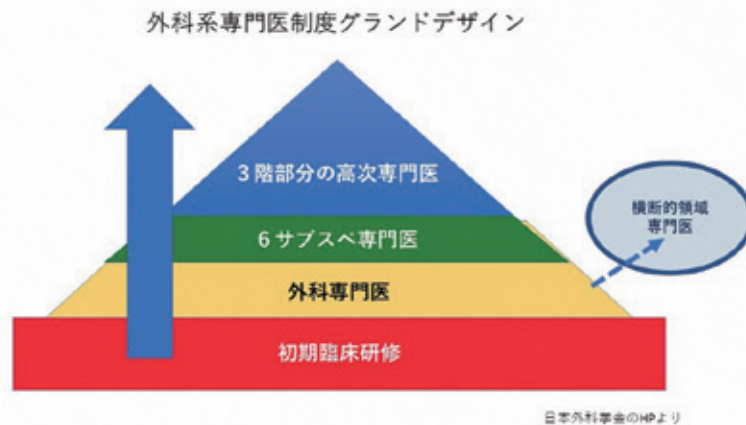 外科系専門医制度グランドデザイン
3階部分の高次専門医
横断的領域
専門医
6サブスペ専門医
外科専門医
初期臨床研修
日本外科学会のHPより